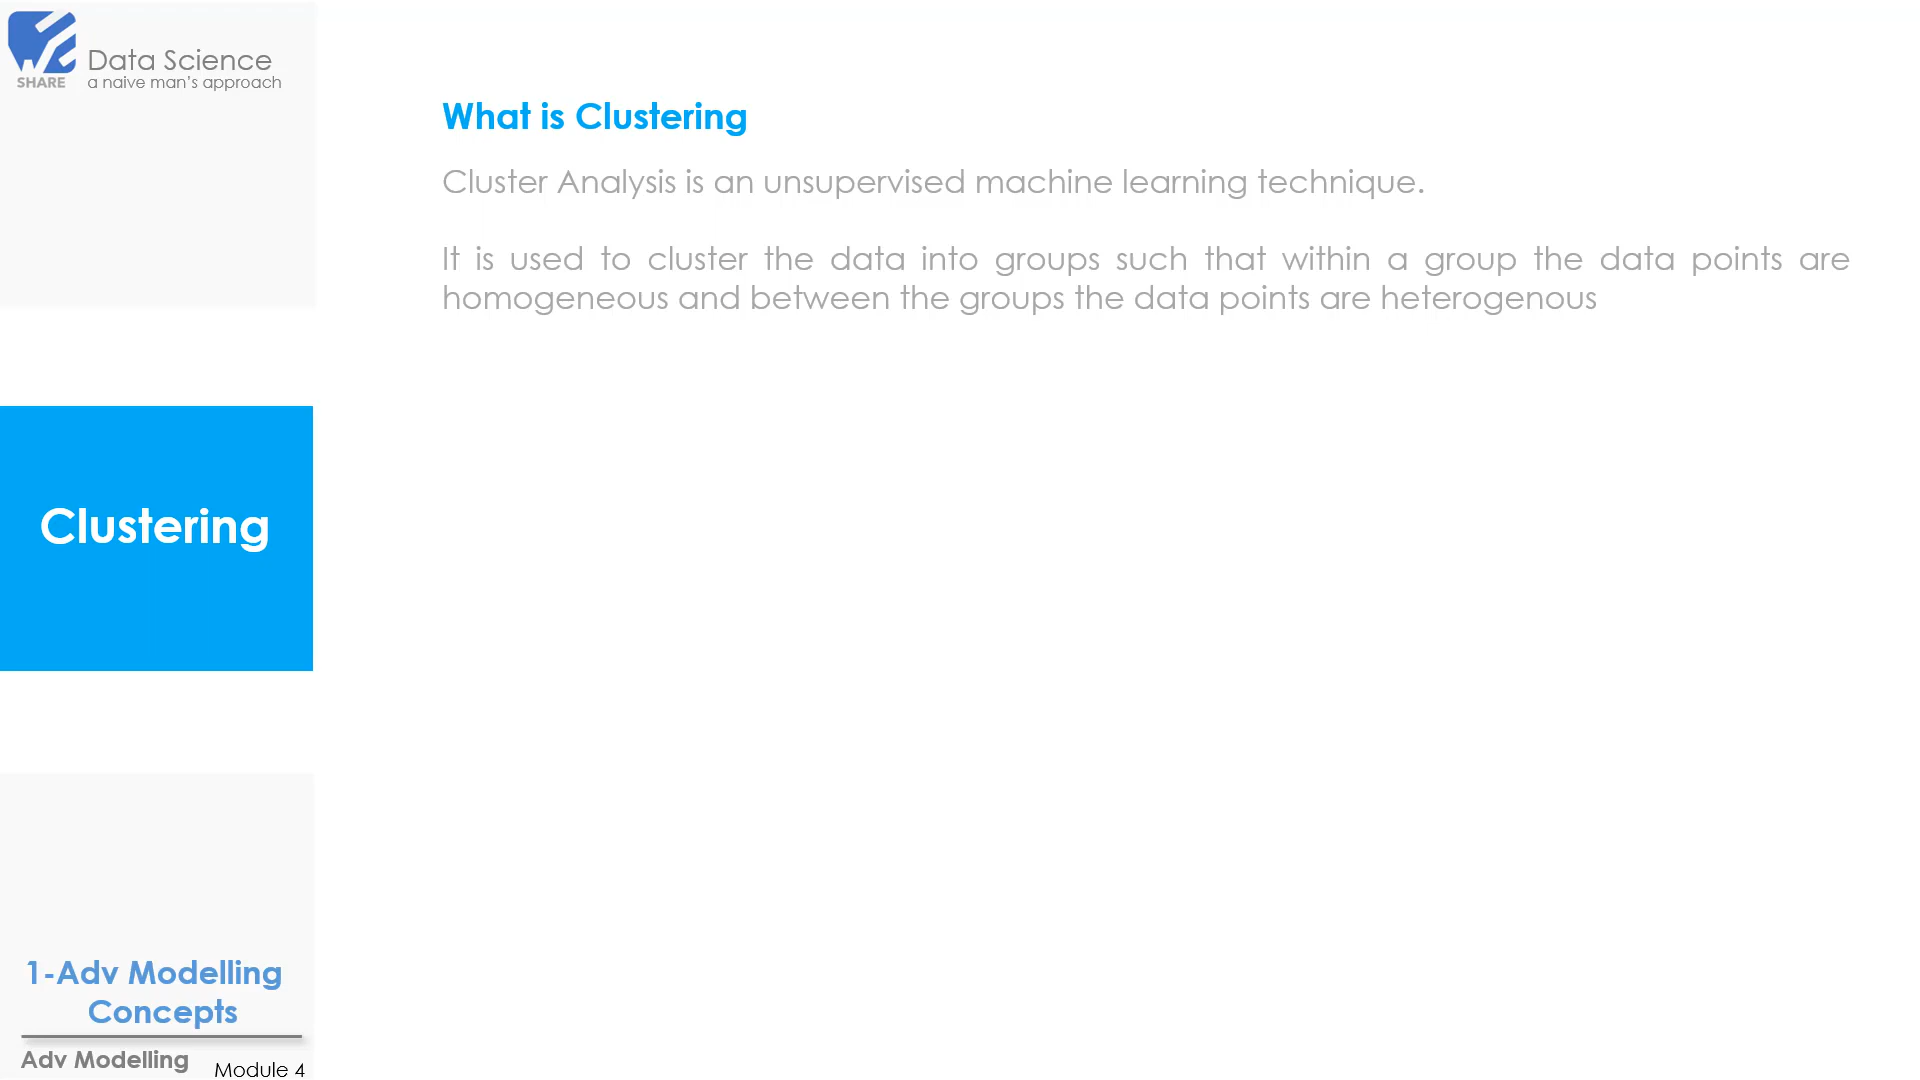 SHARE
Data Science
a naive man's approach
What is Clustering
Cluster Analysis is an unsupervised machine learning technique.
It is used to cluster the data into groups such that within a group the data points are
homogeneous and between the groups the data points are heterogenous
Clustering
1-Adv Modelling
Concepts
Adv Modelling
Module 4